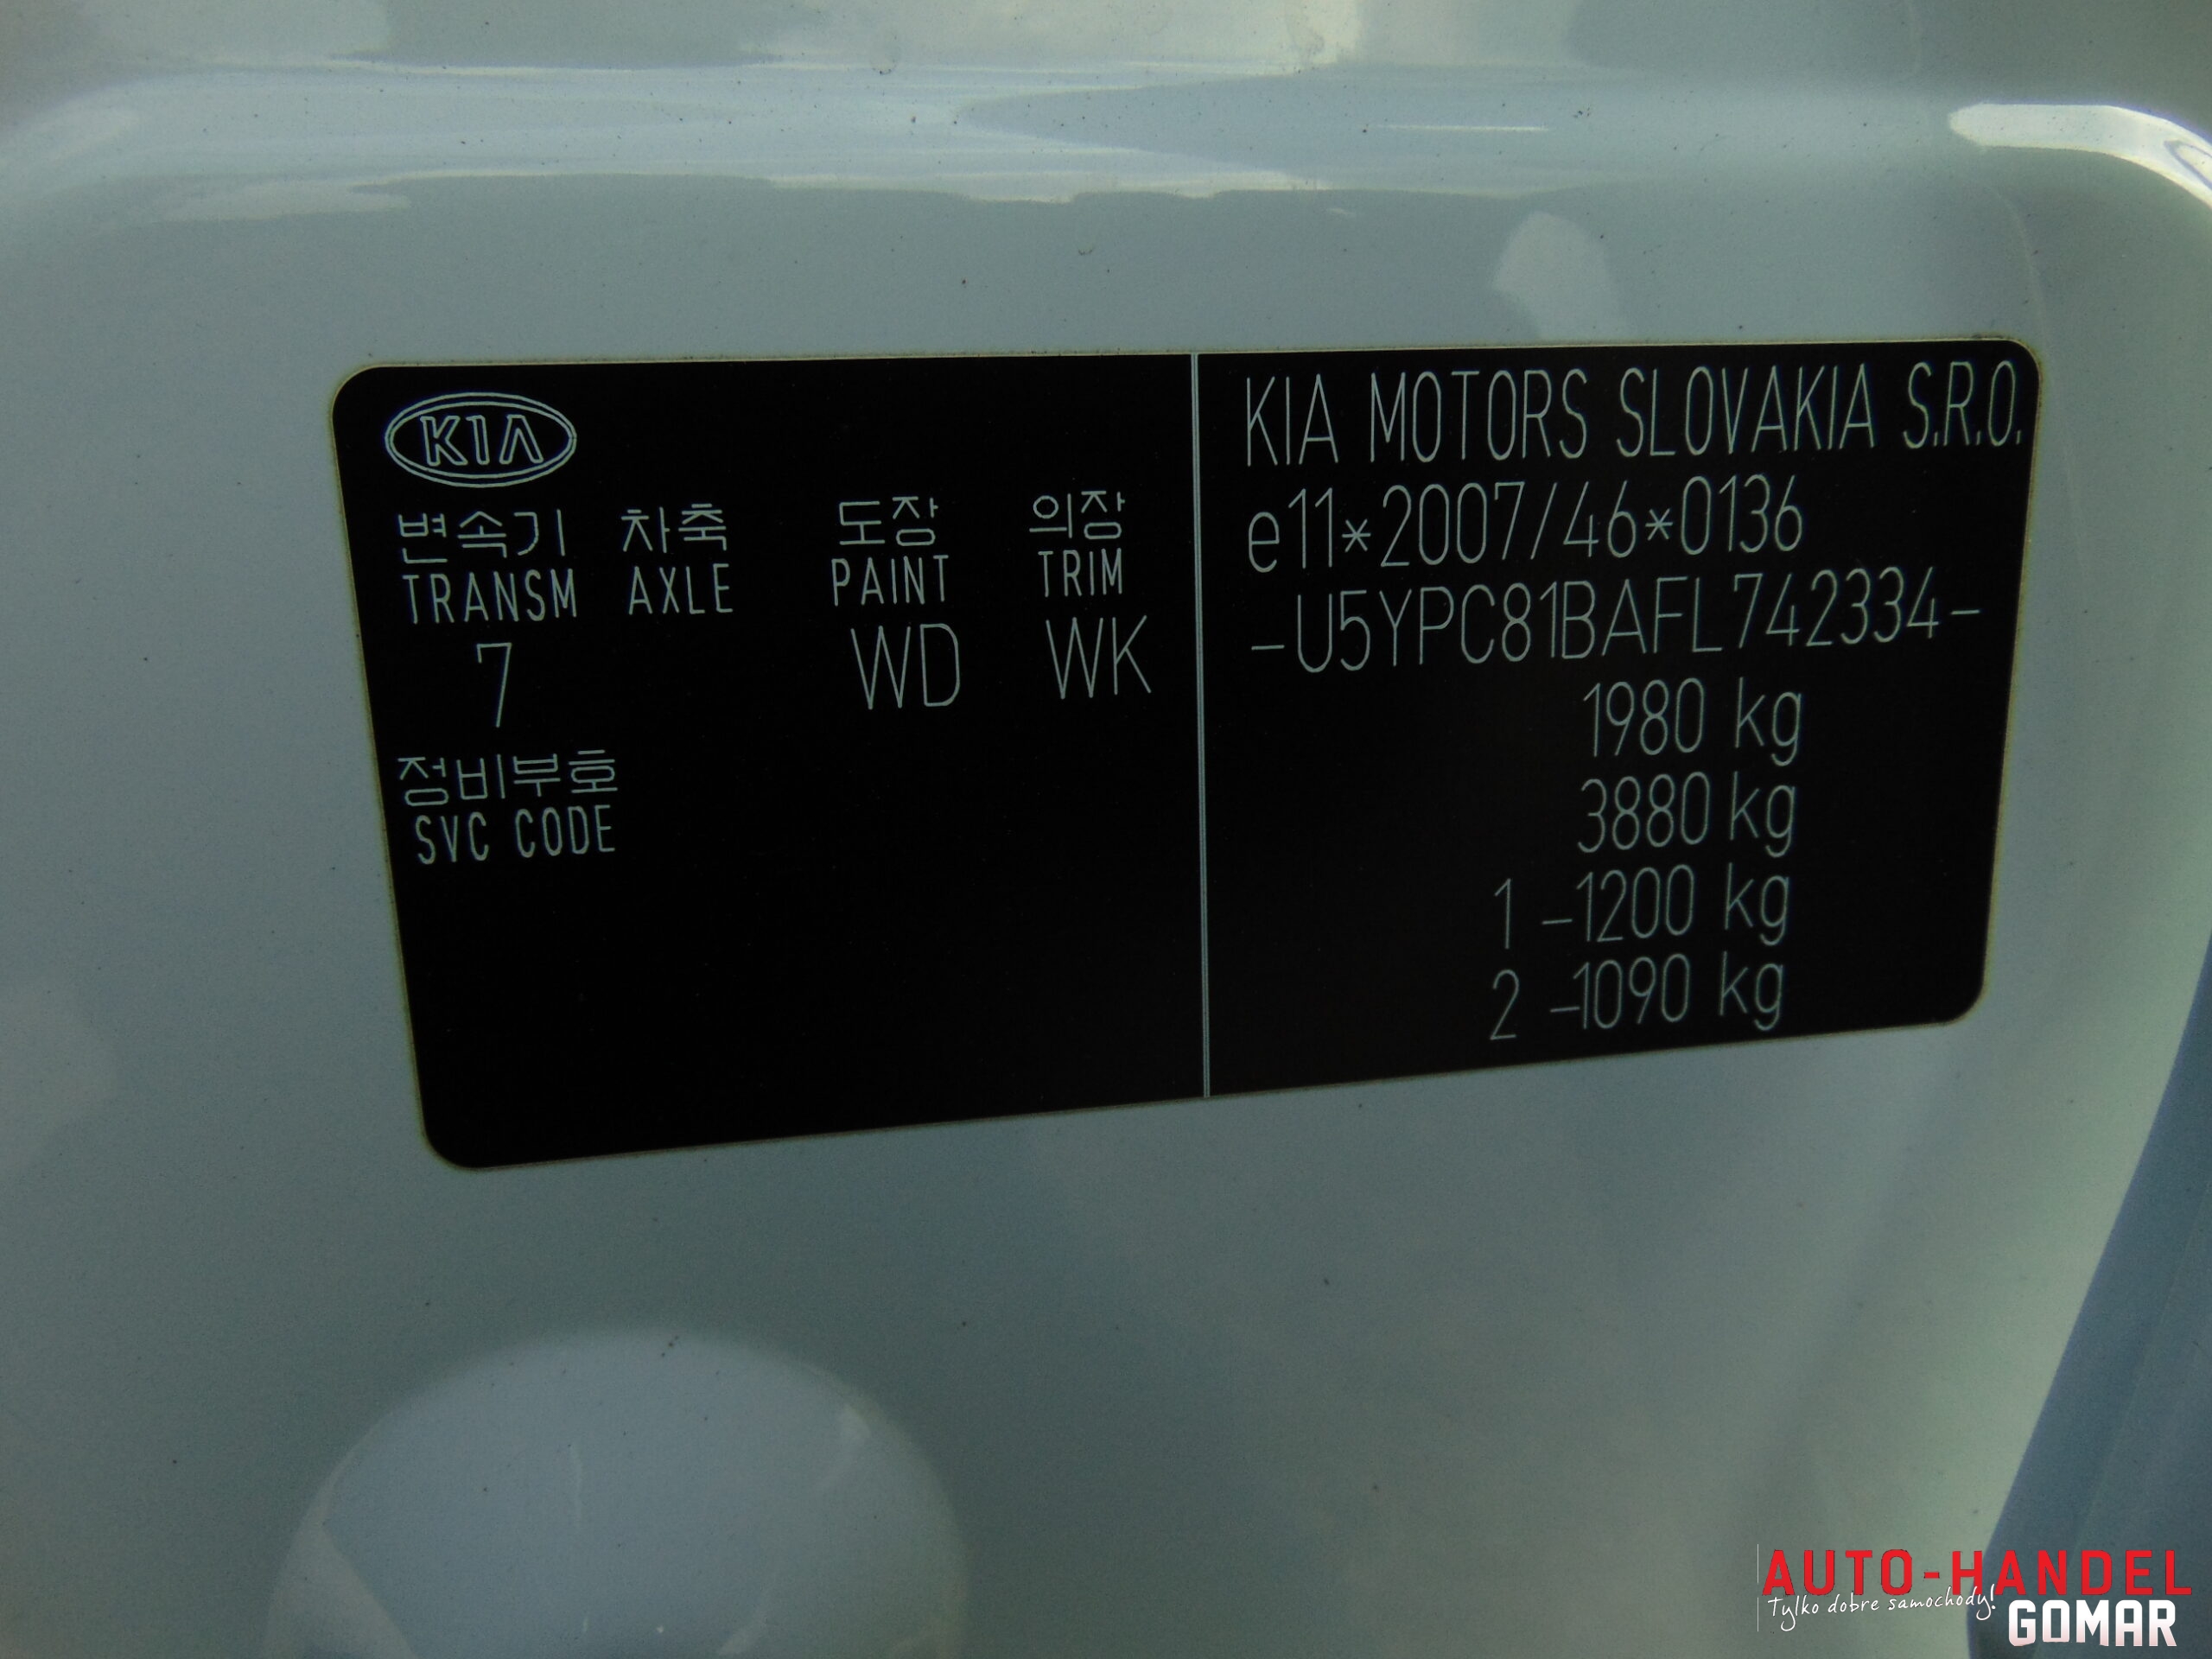 KIA
변속기 차축 도장 의장
TRANSM AXLE PAINT TRIM
7 WD WK
정비부호
SVC CODE
KIA MOTORS SLOVAKIA S.R.O.
e11*2007/46*0136
-U5YPC81BAFL742334-
1980 kg
3880 kg
1 -1200 kg
2 -1090 kg
AUTO-HANDEL
Tylko dobre samochody!
GOMAR